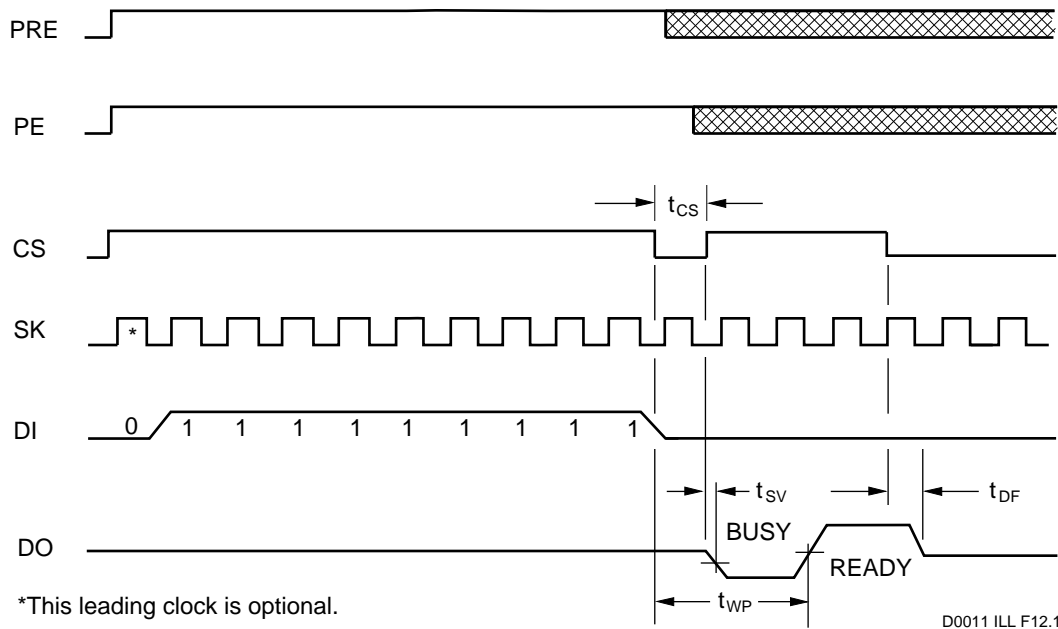 PRE
PE
tCS
CS
SK
*
DI
0 1 1 1 1 1 1 1 1 1
tSV
tDF
BUSY
DO
READY
tWP
*This leading clock is optional.
D0011 ILL F12.1